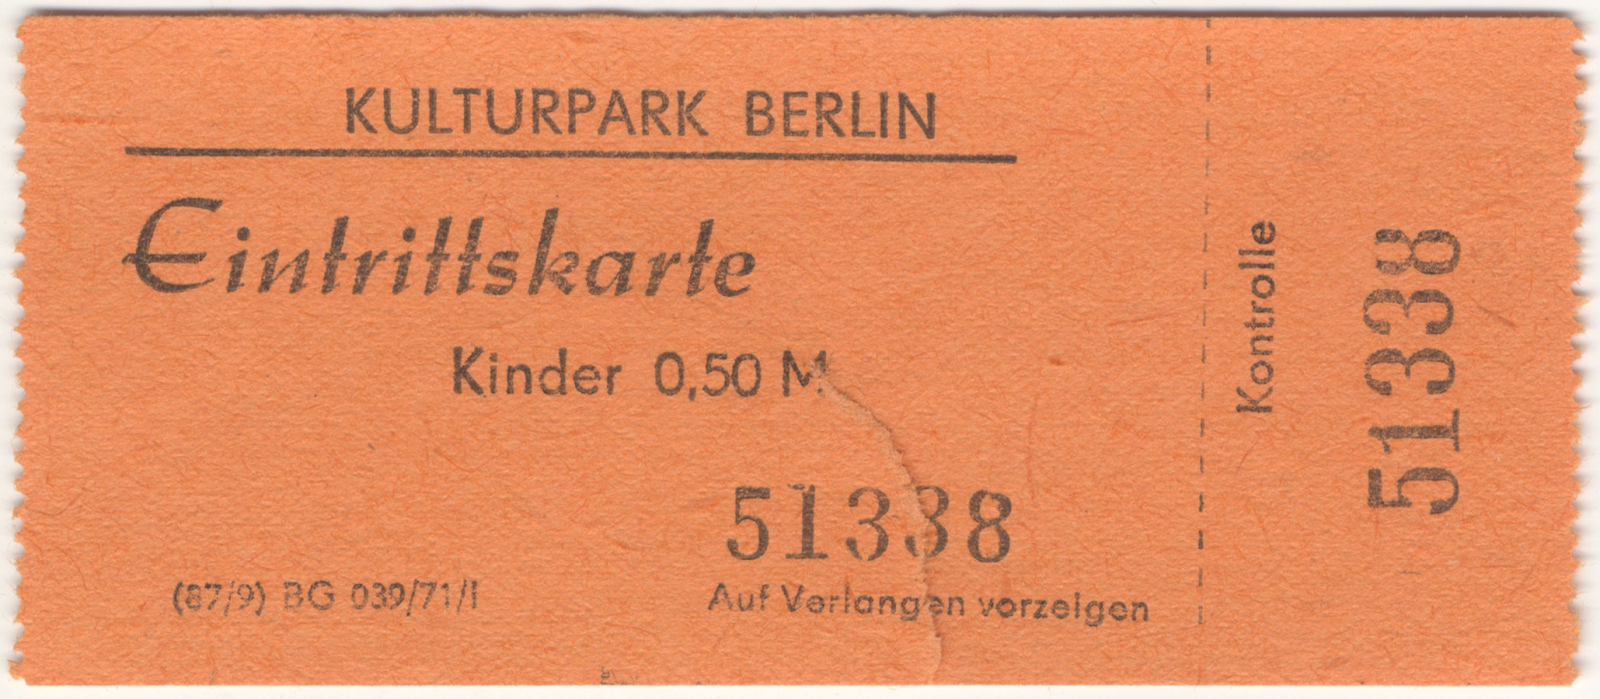 KULTURPARK BERLIN
Eintrittskarte
Kinder 0,50 M
51338
(87/9) BG 039/71/I
Auf Verlangen vorzeigen
Kontrolle
51338